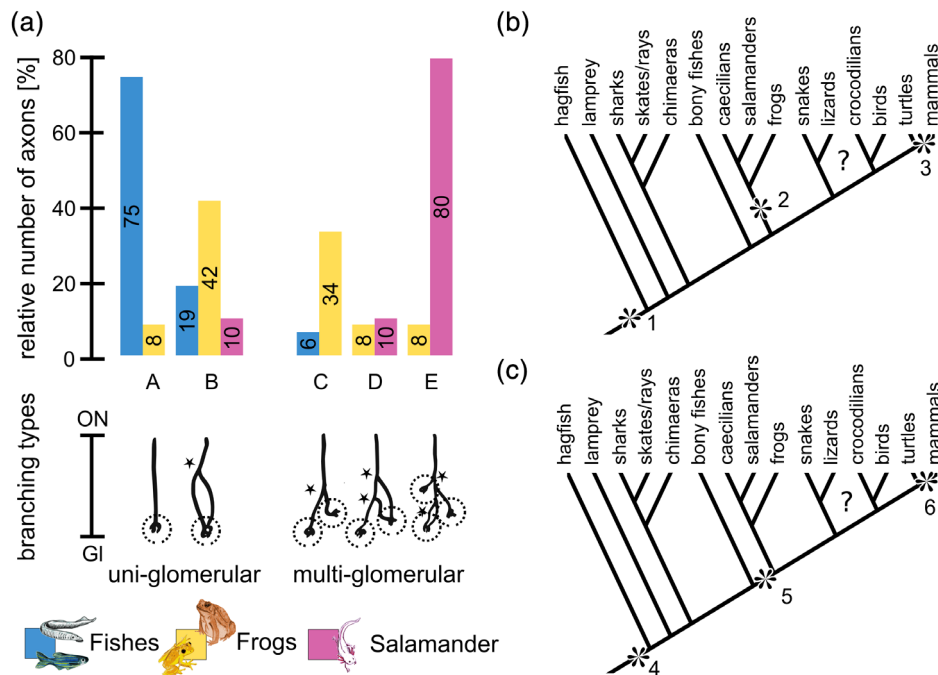 (a)
relative number of axons [%]
80
60
40
20
0
75
8
19
42
10
6
34
8
10
8
80
A
B
C
D
E
branching types
ON
Gl
uni-glomerular
multi-glomerular
Fishes
Frogs
Salamander
(b)
hagfish
lamprey
sharks
skates/rays
chimaeras
bony fishes
caecilians
salamanders
frogs
snakes
lizards
crocodilians
birds
turtles
mammals
?
1
2
3
(c)
hagfish
lamprey
sharks
skates/rays
chimaeras
bony fishes
caecilians
salamanders
frogs
snakes
lizards
crocodilians
birds
turtles
mammals
?
4
5
6